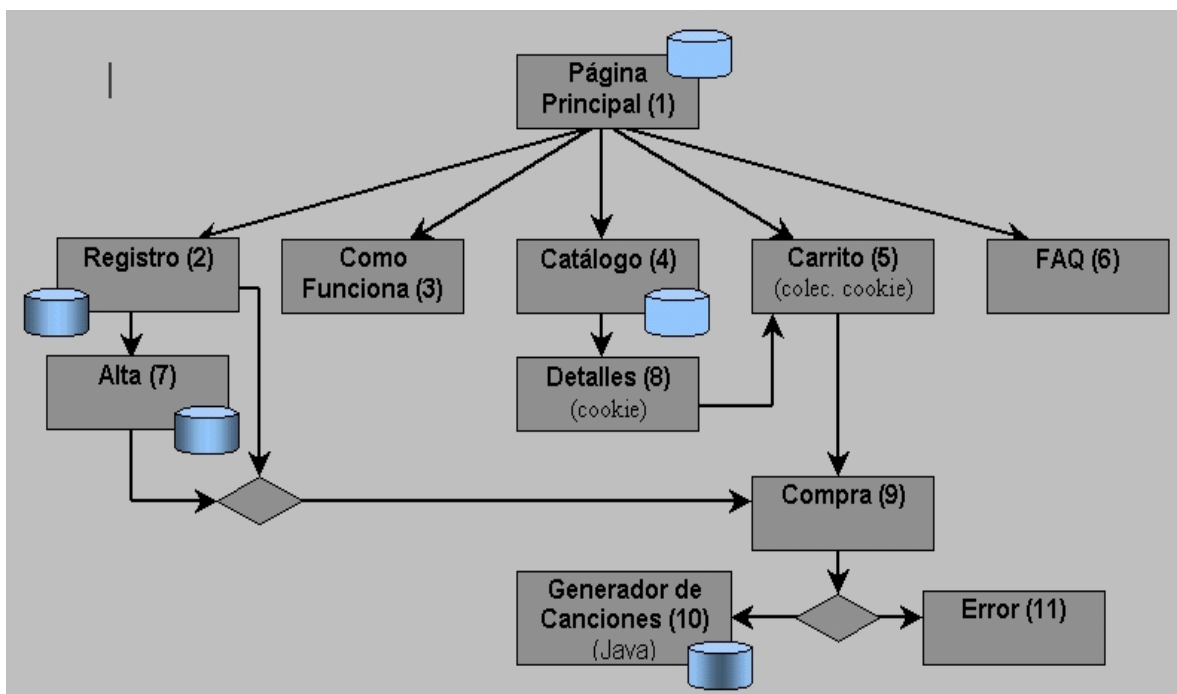 Página
Principal (1)
Registro (2)
Como
Funciona (3)
Catálogo (4)
Carrito (5)
(colec. cookie)
FAQ (6)
Alta (7)
Detalles (8)
(cookie)
Compra (9)
Generador de
Canciones (10)
(Java)
Error (11)